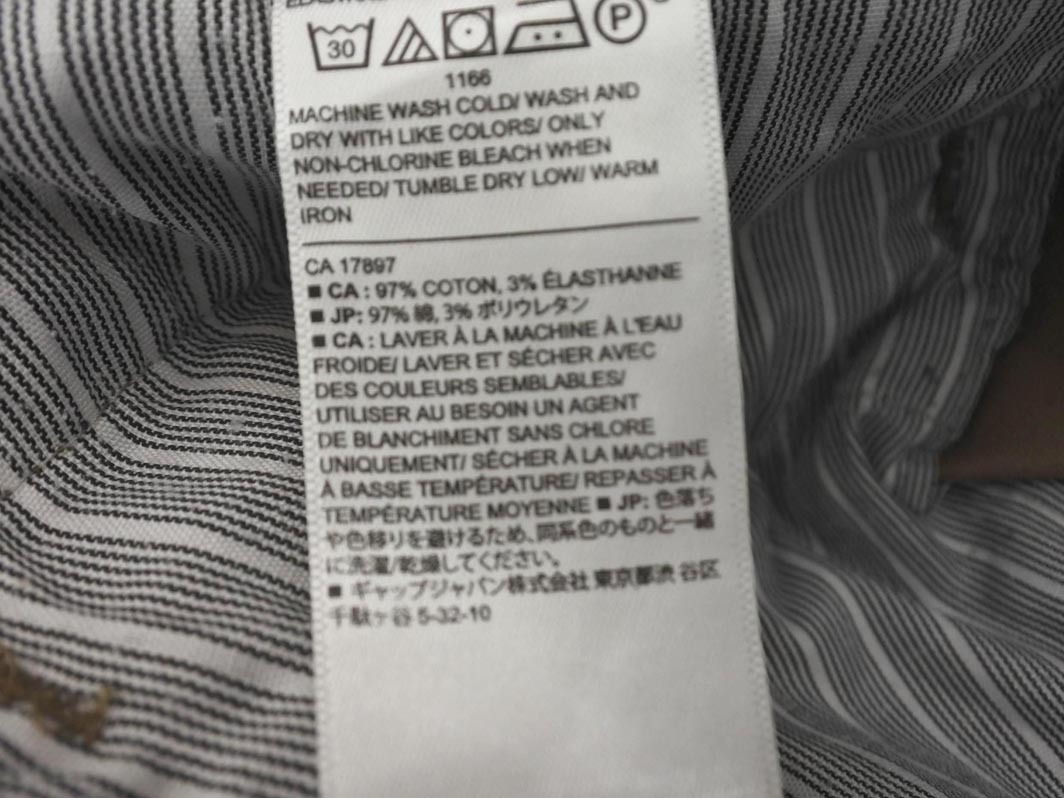 30
P
1166
MACHINE WASH COLD/ WASH AND
DRY WITH LIKE COLORS/ ONLY
NON-CHLORINE BLEACH WHEN
NEEDED/ TUMBLE DRY LOW/ WARM
IRON
CA 17897
■ CA : 97% COTON, 3% ÉLASTHANNE
■ JP: 97% 綿, 3% ポリウレタン
■ CA : LAVER À LA MACHINE À L'EAU
FROIDE/ LAVER ET SÉCHER AVEC
DES COULEURS SEMBLABLES/
UTILISER AU BESOIN UN AGENT
DE BLANCHIMENT SANS CHLORE
UNIQUEMENT/ SÉCHER À LA MACHINE
À BASSE TEMPÉRATURE/ REPASSER À
TEMPÉRATURE MOYENNE ■ JP: 色落ち
や色移りを避けるため、同系色のものと一緒
に洗濯/乾燥してください。
■ ギャップジャパン株式会社 東京都渋 谷区
千駄ヶ谷 5-32-10